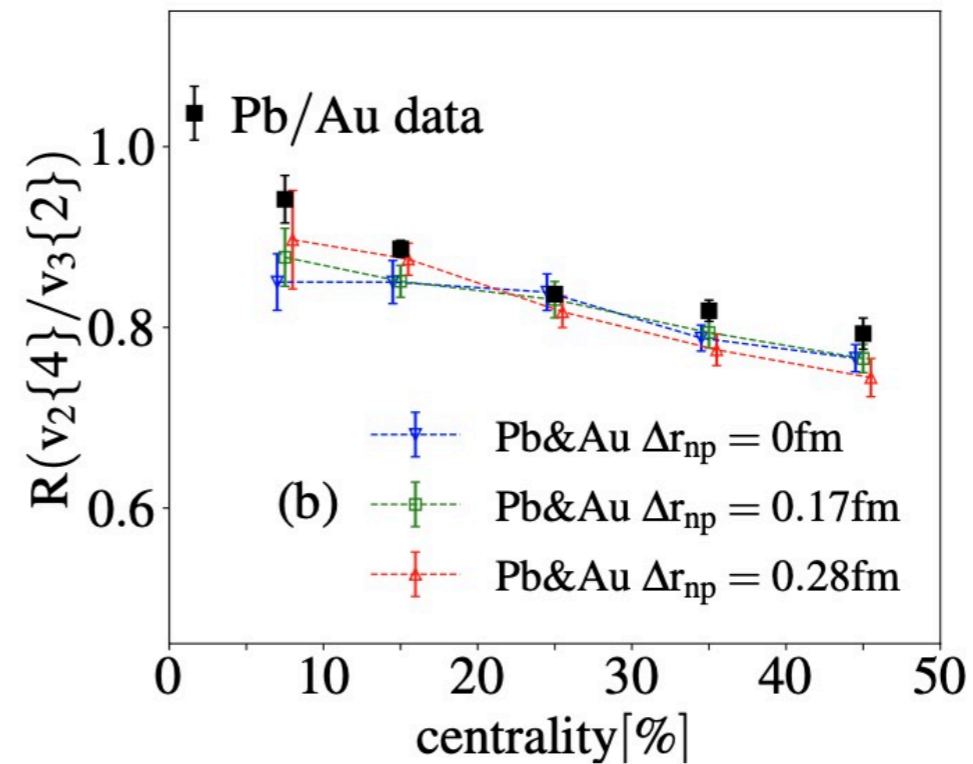 R(v₂{4}/v₃{2})
1.0
0.8
0.6
Pb/Au data
Pb&Au Δrₙₚ = 0fm
(b) Pb&Au Δrₙₚ = 0.17fm
Pb&Au Δrₙₚ = 0.28fm
0 10 20 30 40 50
centrality[%]